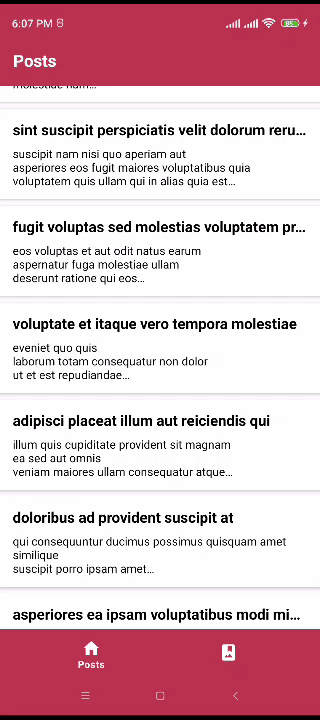 6:07 PM
Posts
molestiae nam...
sint suscipit perspiciatis velit dolorum reru...
suscipit nam nisi quo aperiam aut
asperiores eos fugit maiores voluptatibus quia
voluptatem quis ullam qui in alias quia est...
fugit voluptas sed molestias voluptatem pr...
eos voluptas et aut odit natus earum
aspernatur fuga molestiae ullam
deserunt ratione qui eos...
voluptate et itaque vero tempora molestiae
eveniet quo quis
laborum totam consequatur non dolor
ut et est repudiandae...
adipisci placeat illum aut reiciendis qui
illum quis cupiditate provident sit magnam
ea sed aut omnis
veniam maiores ullam consequatur atque...
doloribus ad provident suscipit at
qui consequuntur ducimus possimus quisquam amet
similique
suscipit porro ipsam amet...
asperiores ea ipsam voluptatibus modi mi...
Posts